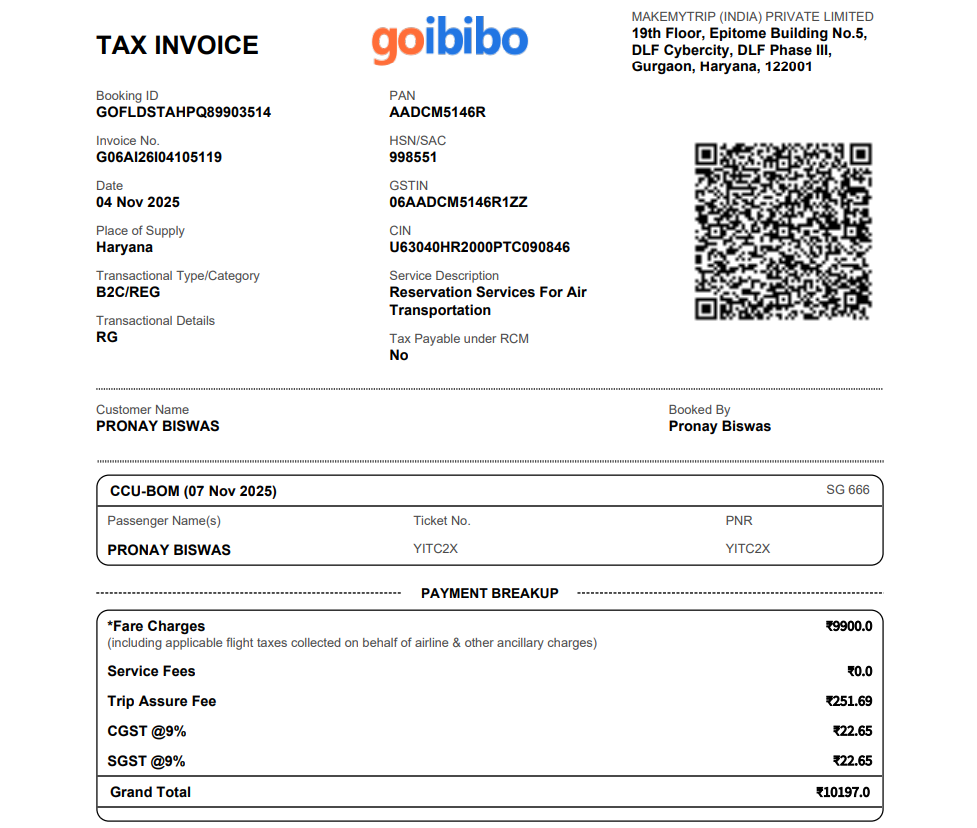 TAX INVOICE
goibibo
MAKEMYTRIP (INDIA) PRIVATE LIMITED
19th Floor, Epitome Building No.5,
DLF Cybercity, DLF Phase III,
Gurgaon, Haryana, 122001
Booking ID
GOFLDSTAHPQ89903514
Invoice No.
G06AI26I04105119
Date
04 Nov 2025
Place of Supply
Haryana
Transactional Type/Category
B2C/REG
Transactional Details
RG
PAN
AADCM5146R
HSN/SAC
998551
GSTIN
06AADCM5146R1ZZ
CIN
U63040HR2000PTC090846
Service Description
Reservation Services For Air
Transportation
Tax Payable under RCM
No
Customer Name
PRONAY BISWAS
Booked By
Pronay Biswas
CCU-BOM (07 Nov 2025) SG 666
Passenger Name(s) Ticket No. PNR
PRONAY BISWAS YITC2X YITC2X
PAYMENT BREAKUP
*Fare Charges ₹9900.0
(including applicable flight taxes collected on behalf of airline & other ancillary charges)
Service Fees ₹0.0
Trip Assure Fee ₹251.69
CGST @9% ₹22.65
SGST @9% ₹22.65
Grand Total ₹10197.0